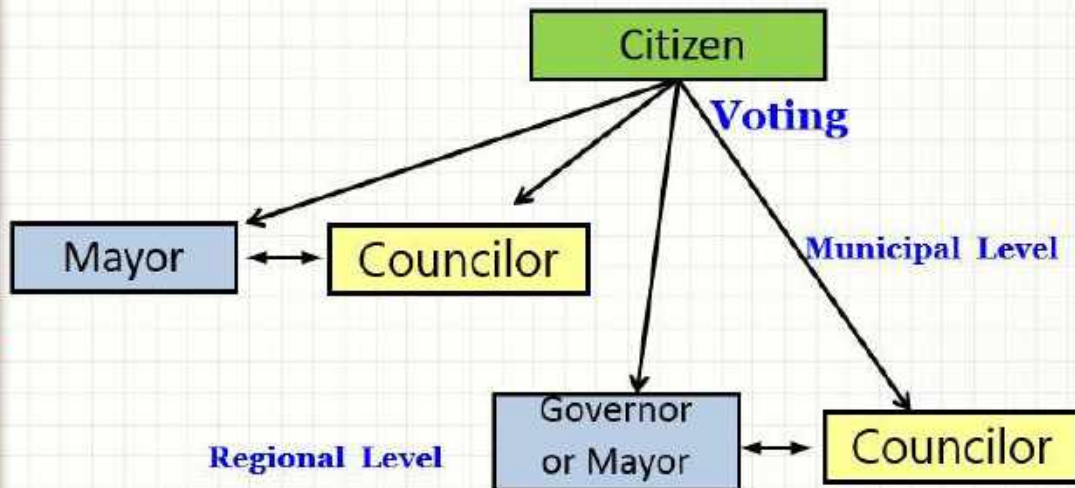 Citizen
Voting
Mayor
Councilor
Municipal Level
Governor
or Mayor
Councilor
Regional Level